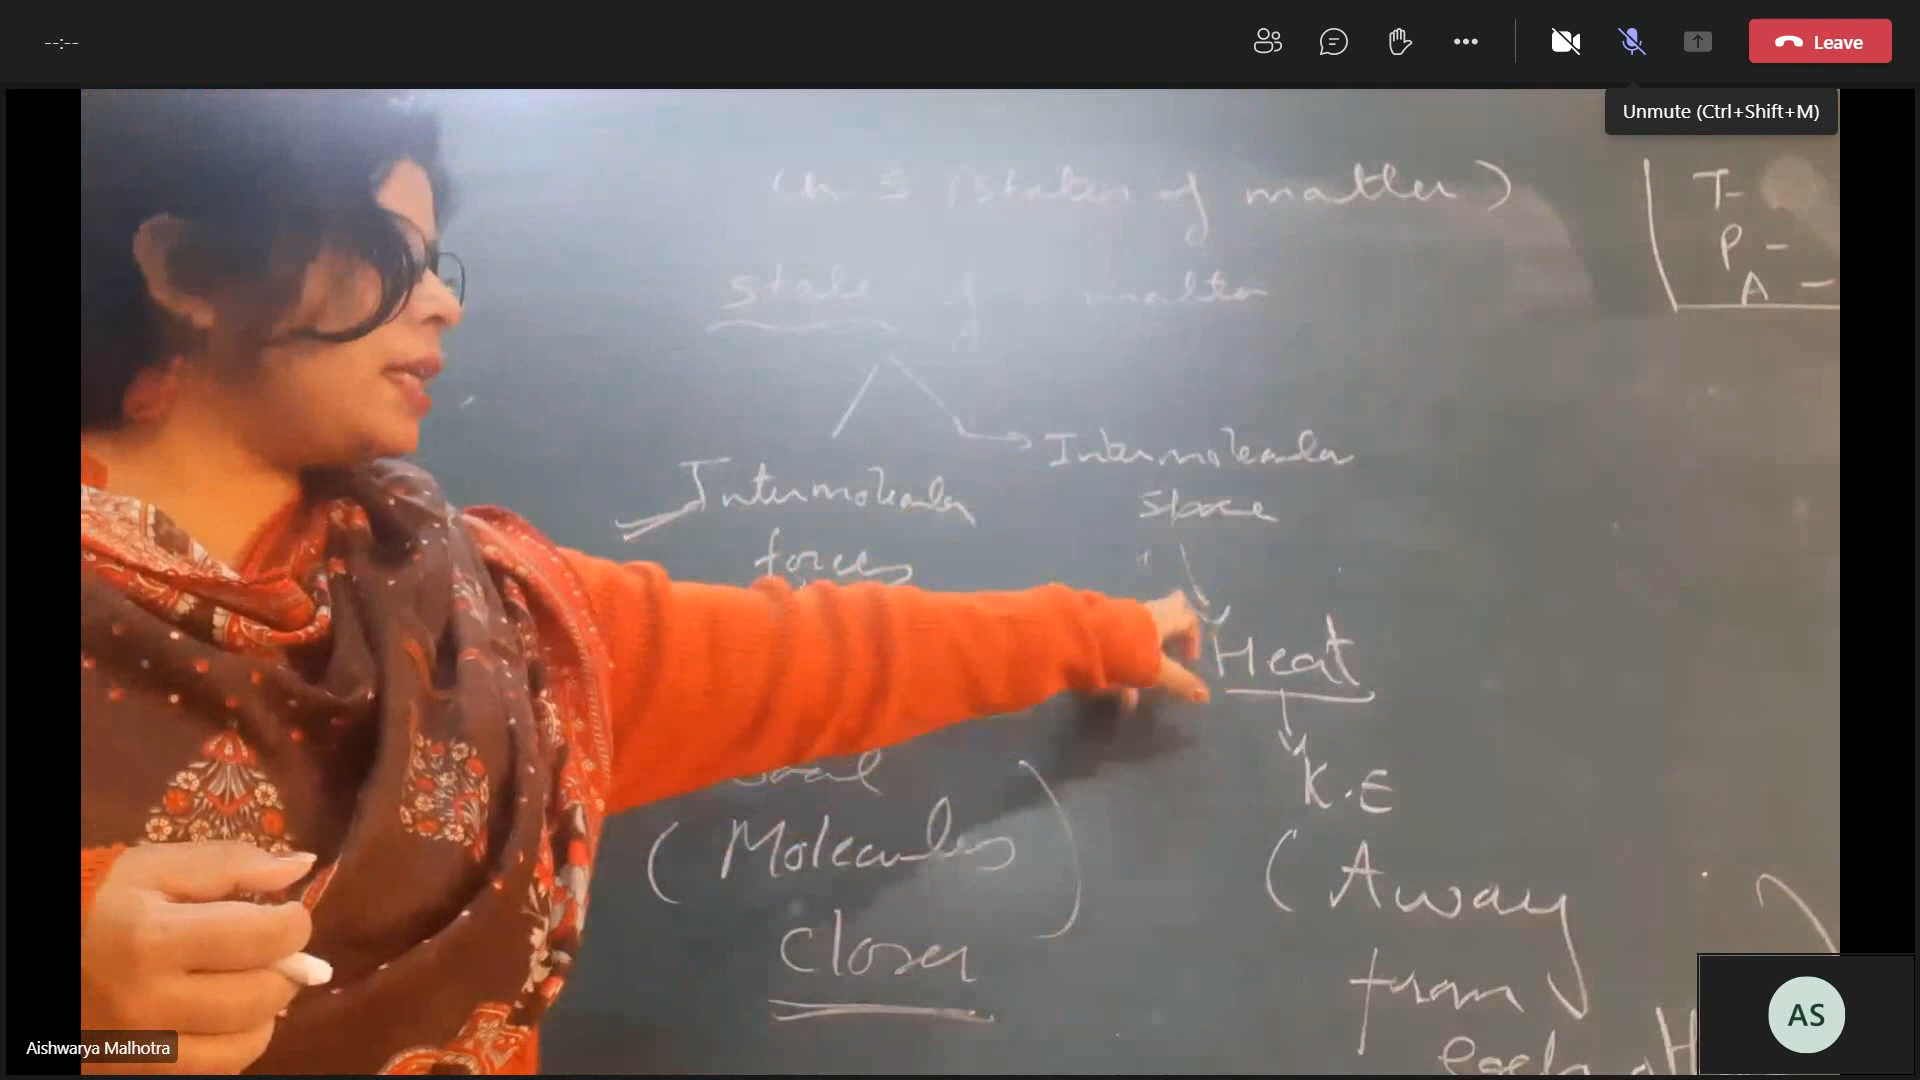 --:--
Leave
Unmute (Ctrl+Shift+M)
Ch 5 (States of matter)
T-
P -
A -
State of matter
Intermolecular
space
Intermolecular
forces
Heat
K.E
(Molecules)
Closer
(Away
from
each
Aishwarya Malhotra
AS